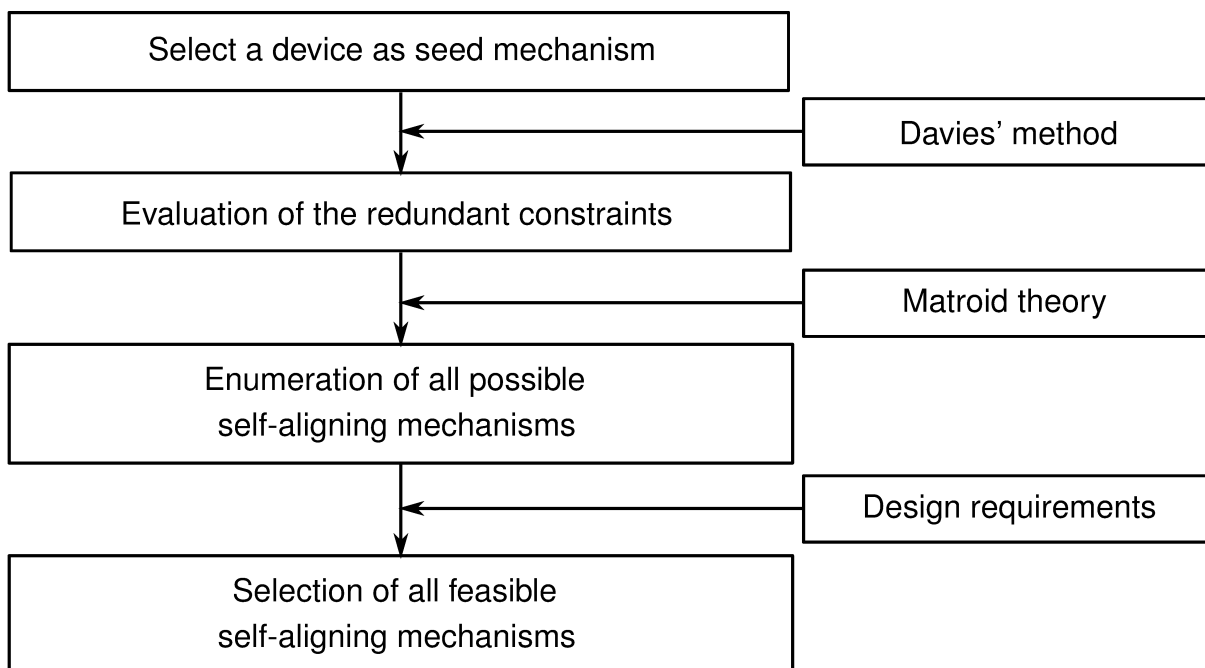 Select a device as seed mechanism
Davies’ method
Evaluation of the redundant constraints
Matroid theory
Enumeration of all possible
self-aligning mechanisms
Design requirements
Selection of all feasible
self-aligning mechanisms